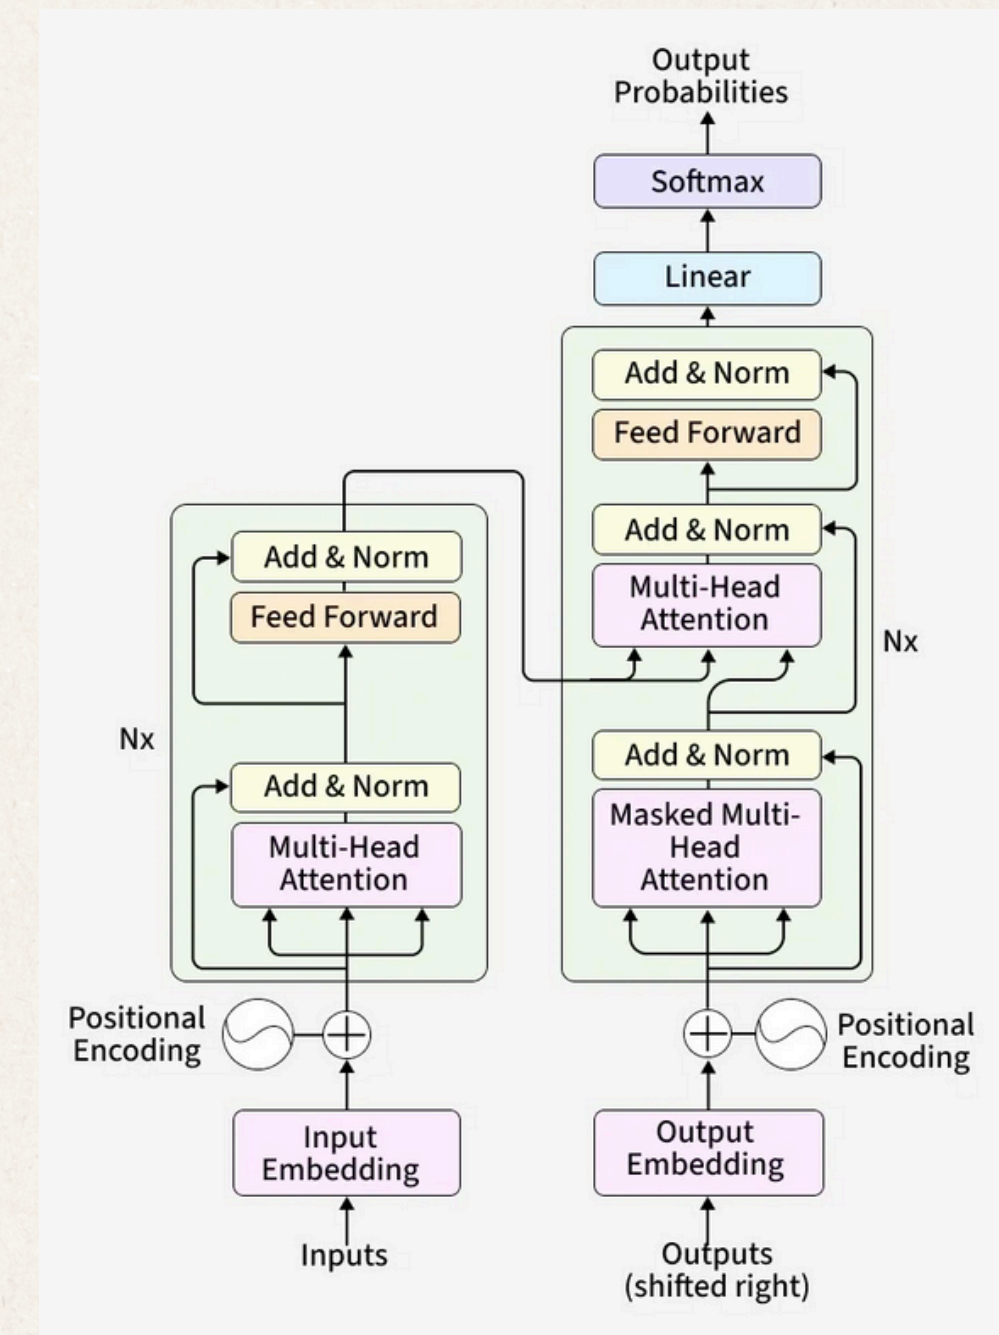 Output
Probabilities
Softmax
Linear
Add & Norm
Feed Forward
Add & Norm
Multi-Head
Attention
Nx
Add & Norm
Masked Multi-
Head
Attention
Add & Norm
Feed Forward
Nx
Add & Norm
Multi-Head
Attention
Positional
Encoding
Positional
Encoding
Input
Embedding
Output
Embedding
Inputs
Outputs
(shifted right)